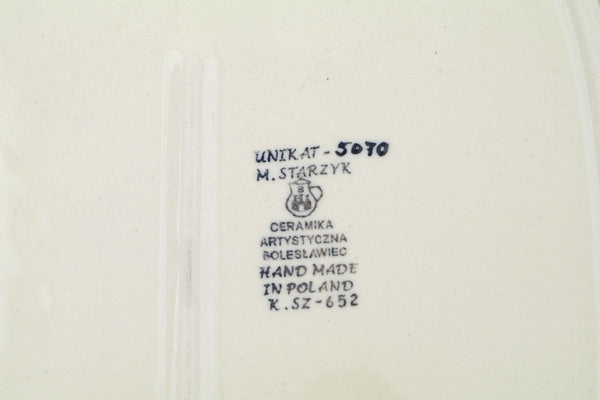 UNIKAT - 5070
M. STARZYK
CERAMIKA
ARTYSTYCZNA
BOLESŁAWIEC
HAND MADE
IN POLAND
K.SZ-652